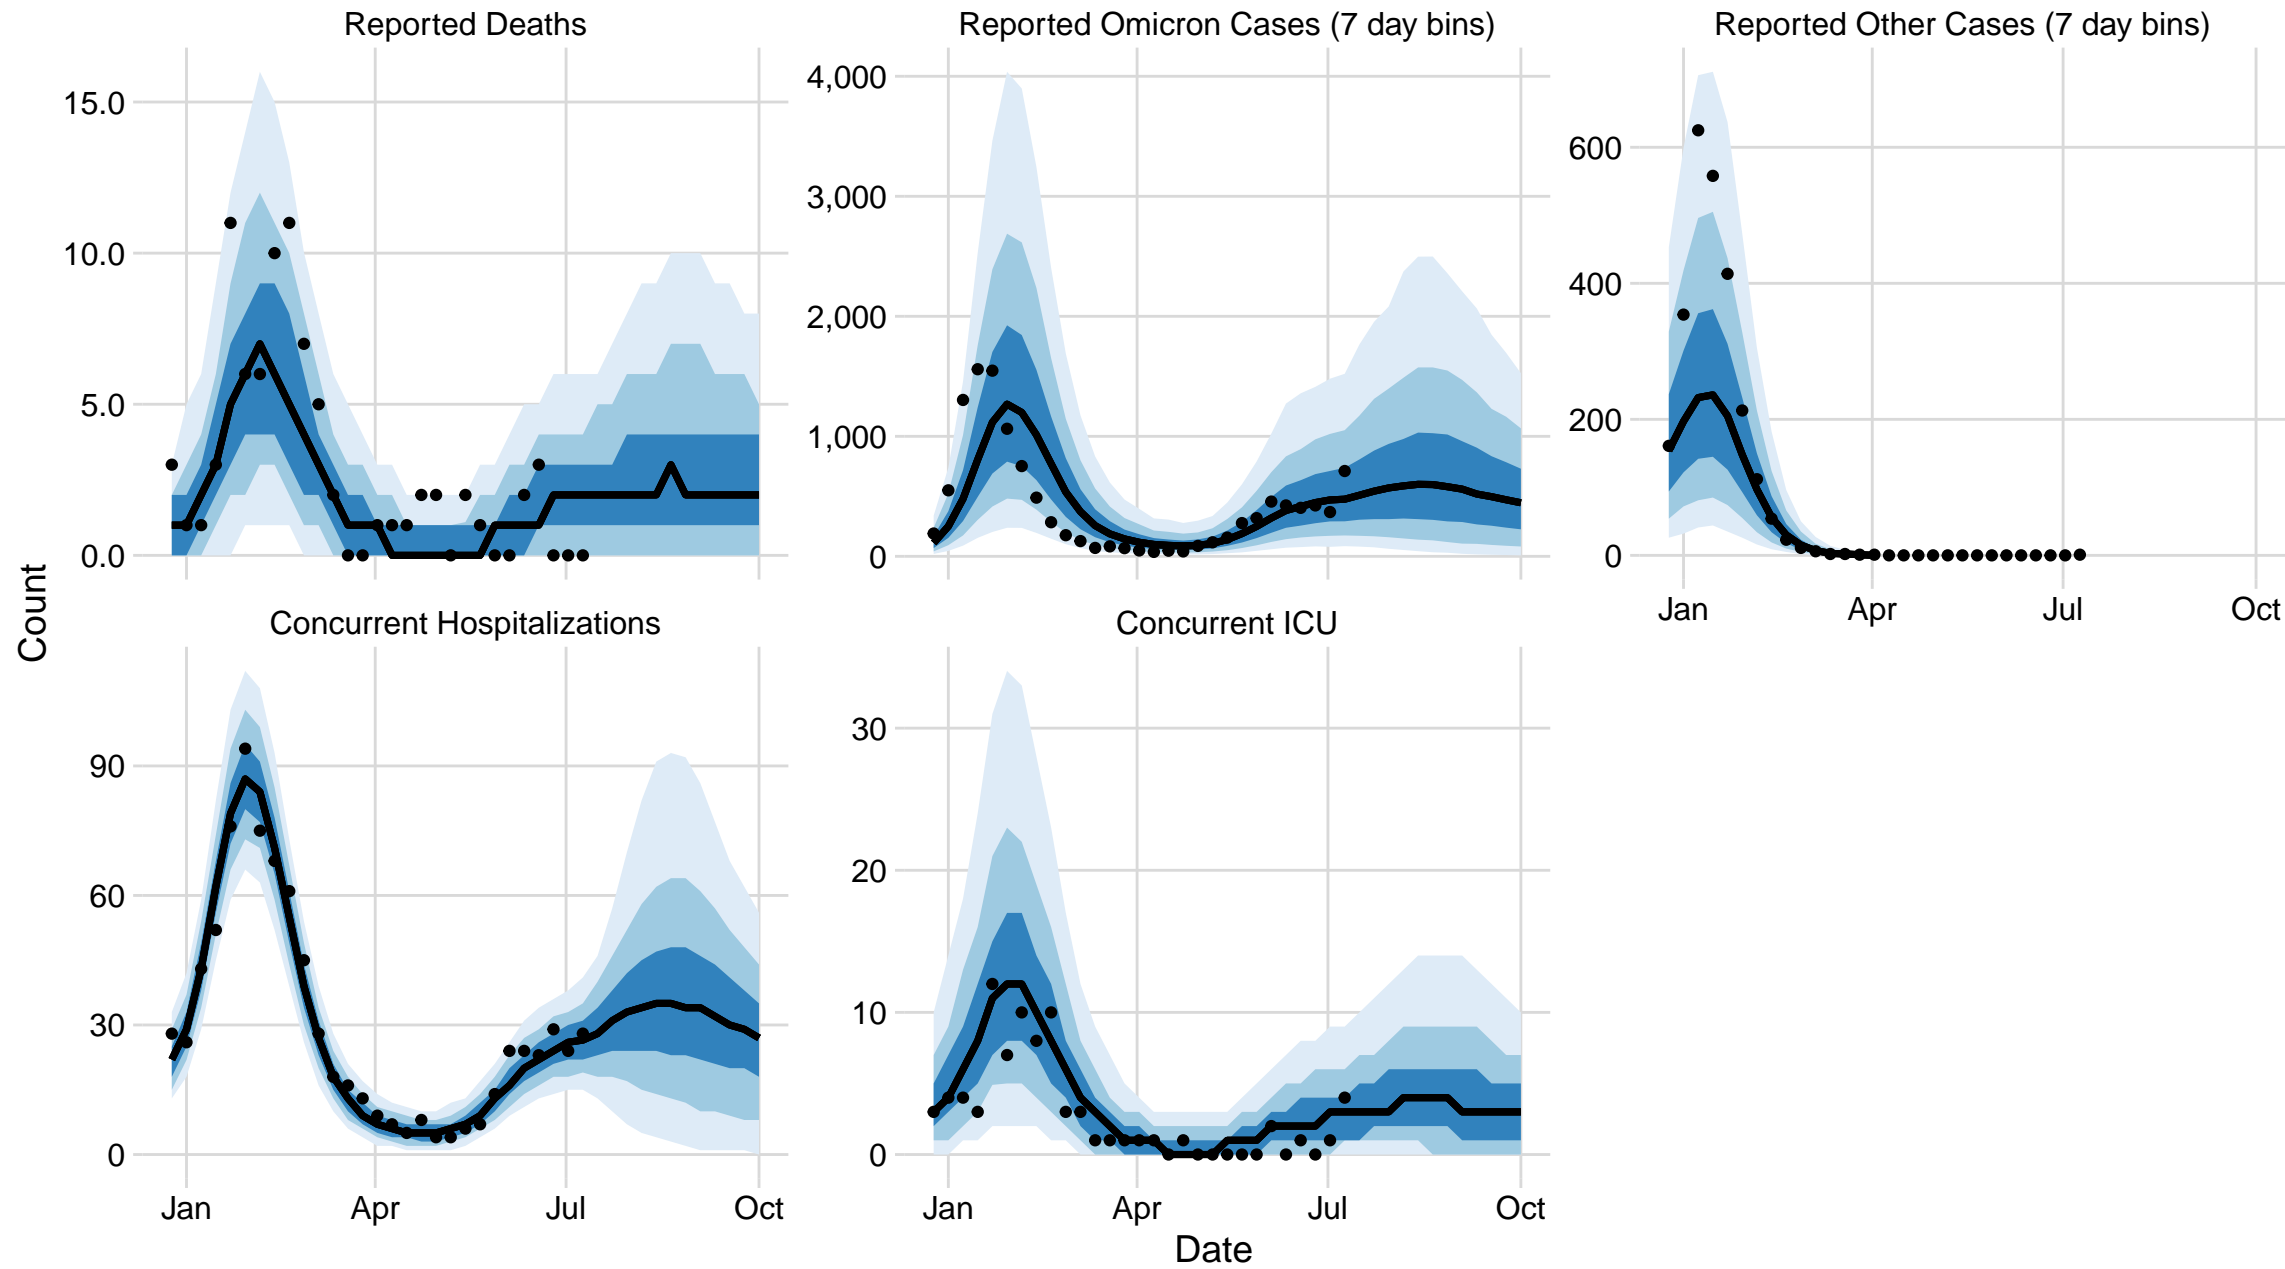 Reported Deaths
Reported Omicron Cases (7 day bins)
Reported Other Cases (7 day bins)
15.0
10.0
5.0
0.0
4,000
3,000
2,000
1,000
0
600
400
200
0
Jan Apr Jul Oct
Count
Concurrent Hospitalizations
Concurrent ICU
90
60
30
0
30
20
10
0
Jan Apr Jul Oct
Jan Apr Jul Oct
Date